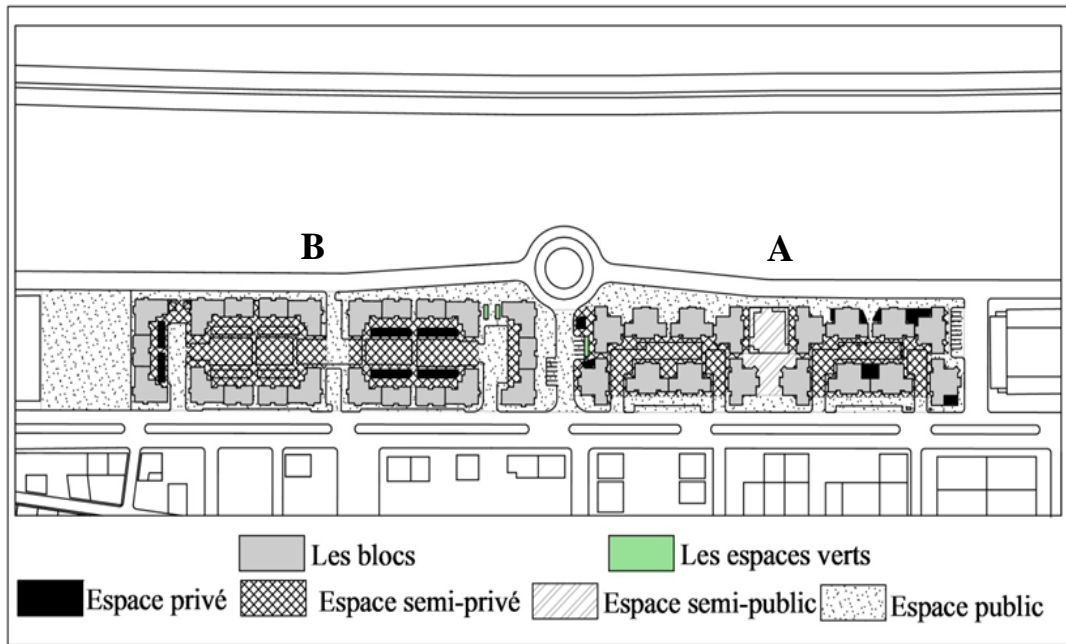 B
A
Les blocs
Les espaces verts
Espace privé
Espace semi-privé
Espace semi-public
Espace public